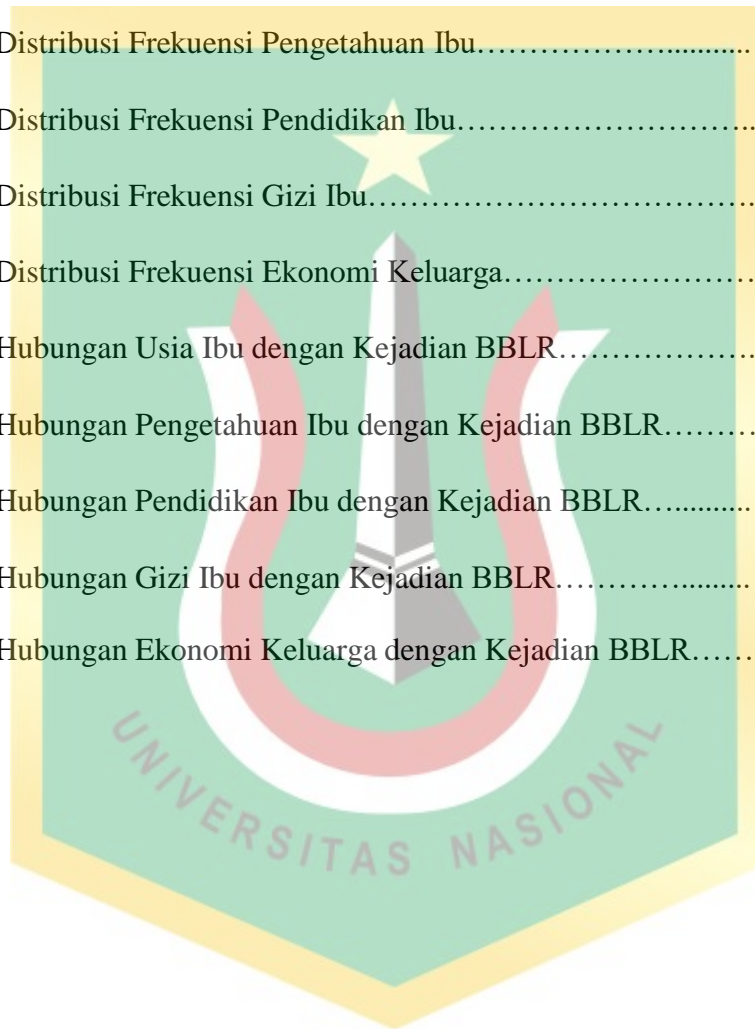 Distribusi Frekuensi Pengetahuan Ibu………………...........
Distribusi Frekuensi Pendidikan Ibu………………………..
Distribusi Frekuensi Gizi Ibu……………………………….
Distribusi Frekuensi Ekonomi Keluarga……………………
Hubungan Usia Ibu dengan Kejadian BBLR……………….
Hubungan Pengetahuan Ibu dengan Kejadian BBLR………
Hubungan Pendidikan Ibu dengan Kejadian BBLR…..........
Hubungan Gizi Ibu dengan Kejadian BBLR…………..........
Hubungan Ekonomi Keluarga dengan Kejadian BBLR……
UNIVERSITAS NASIONAL